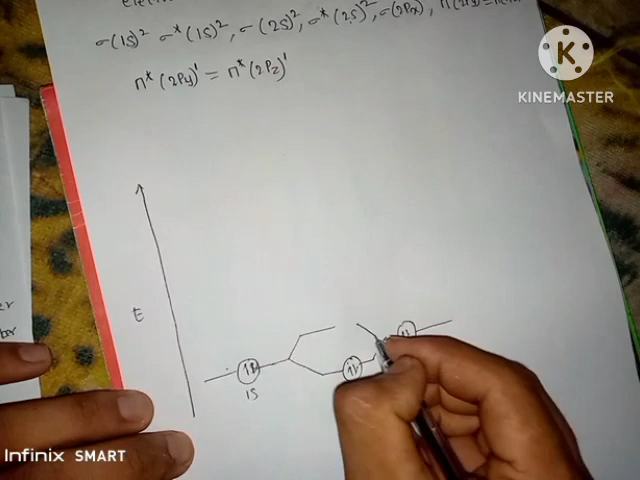 σ(1S)² σ*(1S)², σ(2S)², σ*(2S)², σ(2Px),
π*(2Py)¹ = π*(2Pz)¹
KINEMASTER
E
1S
Infinix SMART